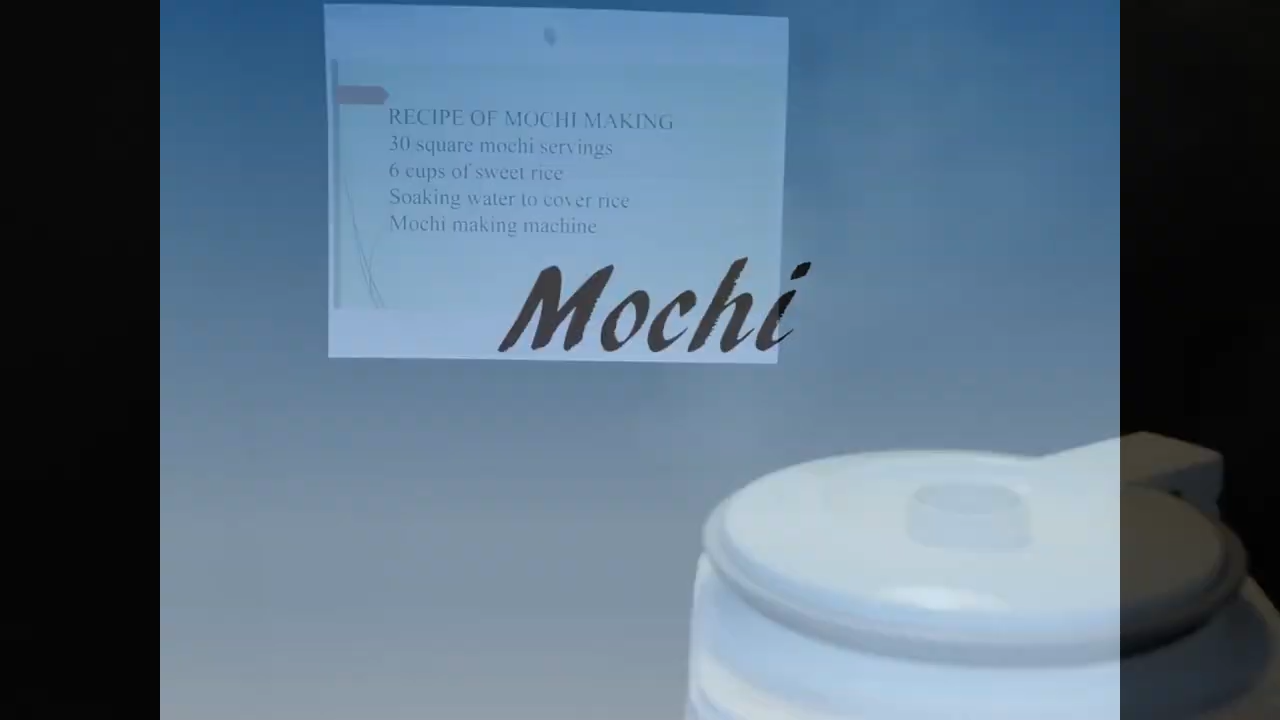 RECIPE OF MOCHI MAKING
30 square mochi servings
6 cups of sweet rice
Soaking water to cover rice
Mochi making machine
Mochi